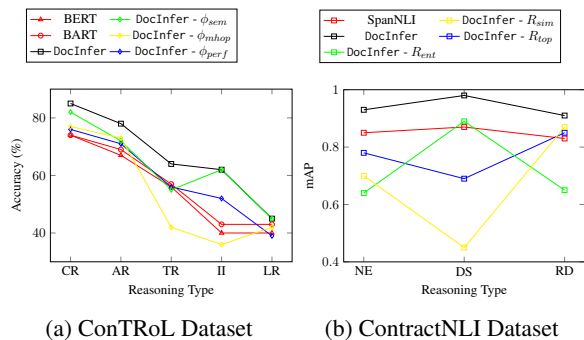 BERT
DocInfer - ϕsem
BART
DocInfer - ϕmhop
DocInfer
DocInfer - ϕperf
80
60
40
Accuracy (%)
CR AR TR II LR
Reasoning Type
(a) ConTRoL Dataset
SpanNLI
DocInfer - Rsim
DocInfer
DocInfer - Rtop
DocInfer - Rent
1
0.8
0.6
0.4
mAP
NE DS RD
Reasoning Type
(b) ContractNLI Dataset